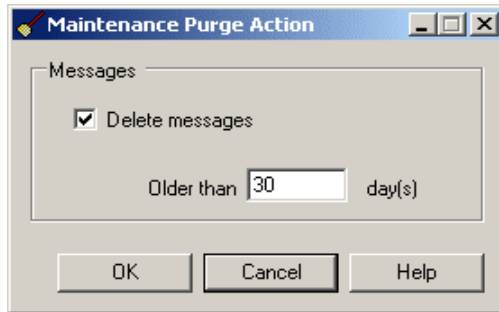 Maintenance Purge Action
Messages
Delete messages
Older than 30 day(s)
OK Cancel Help